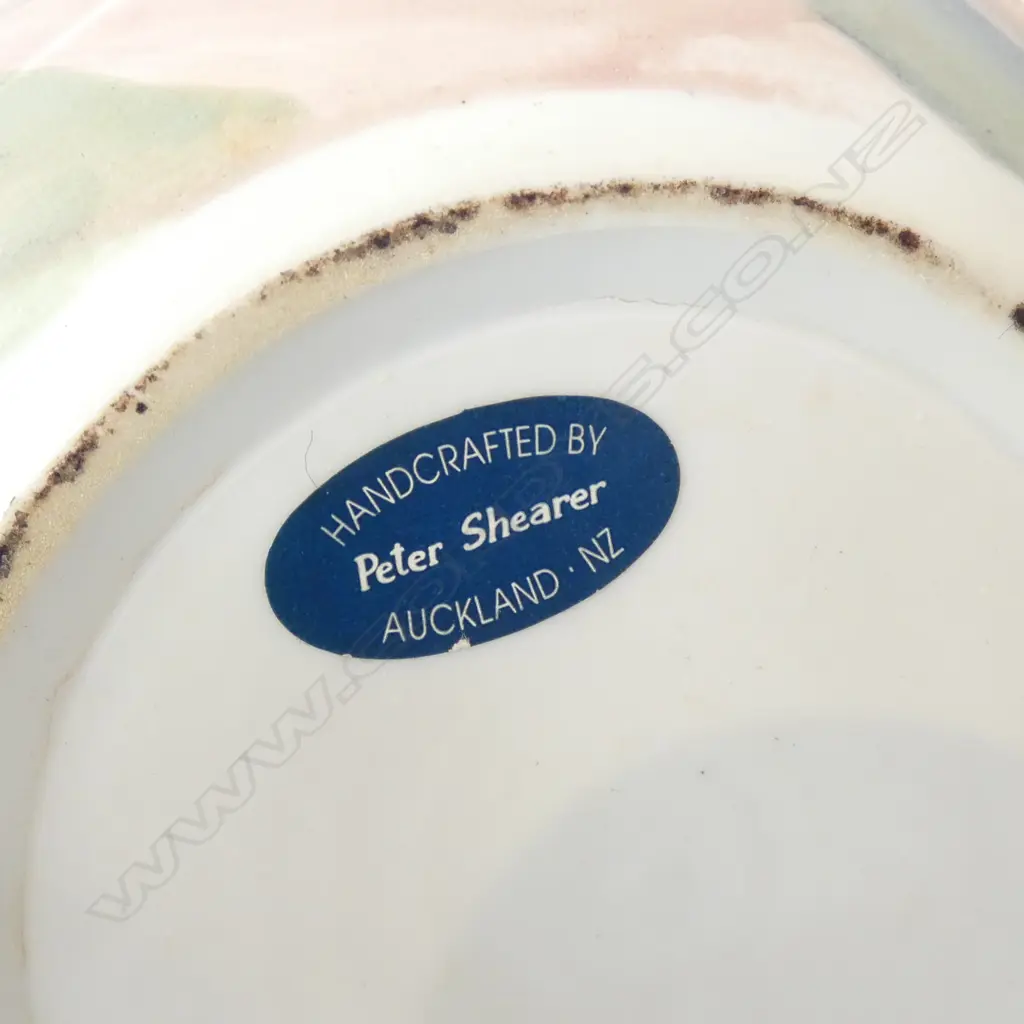 HANDCRAFTED BY
Peter Shearer
AUCKLAND · NZ